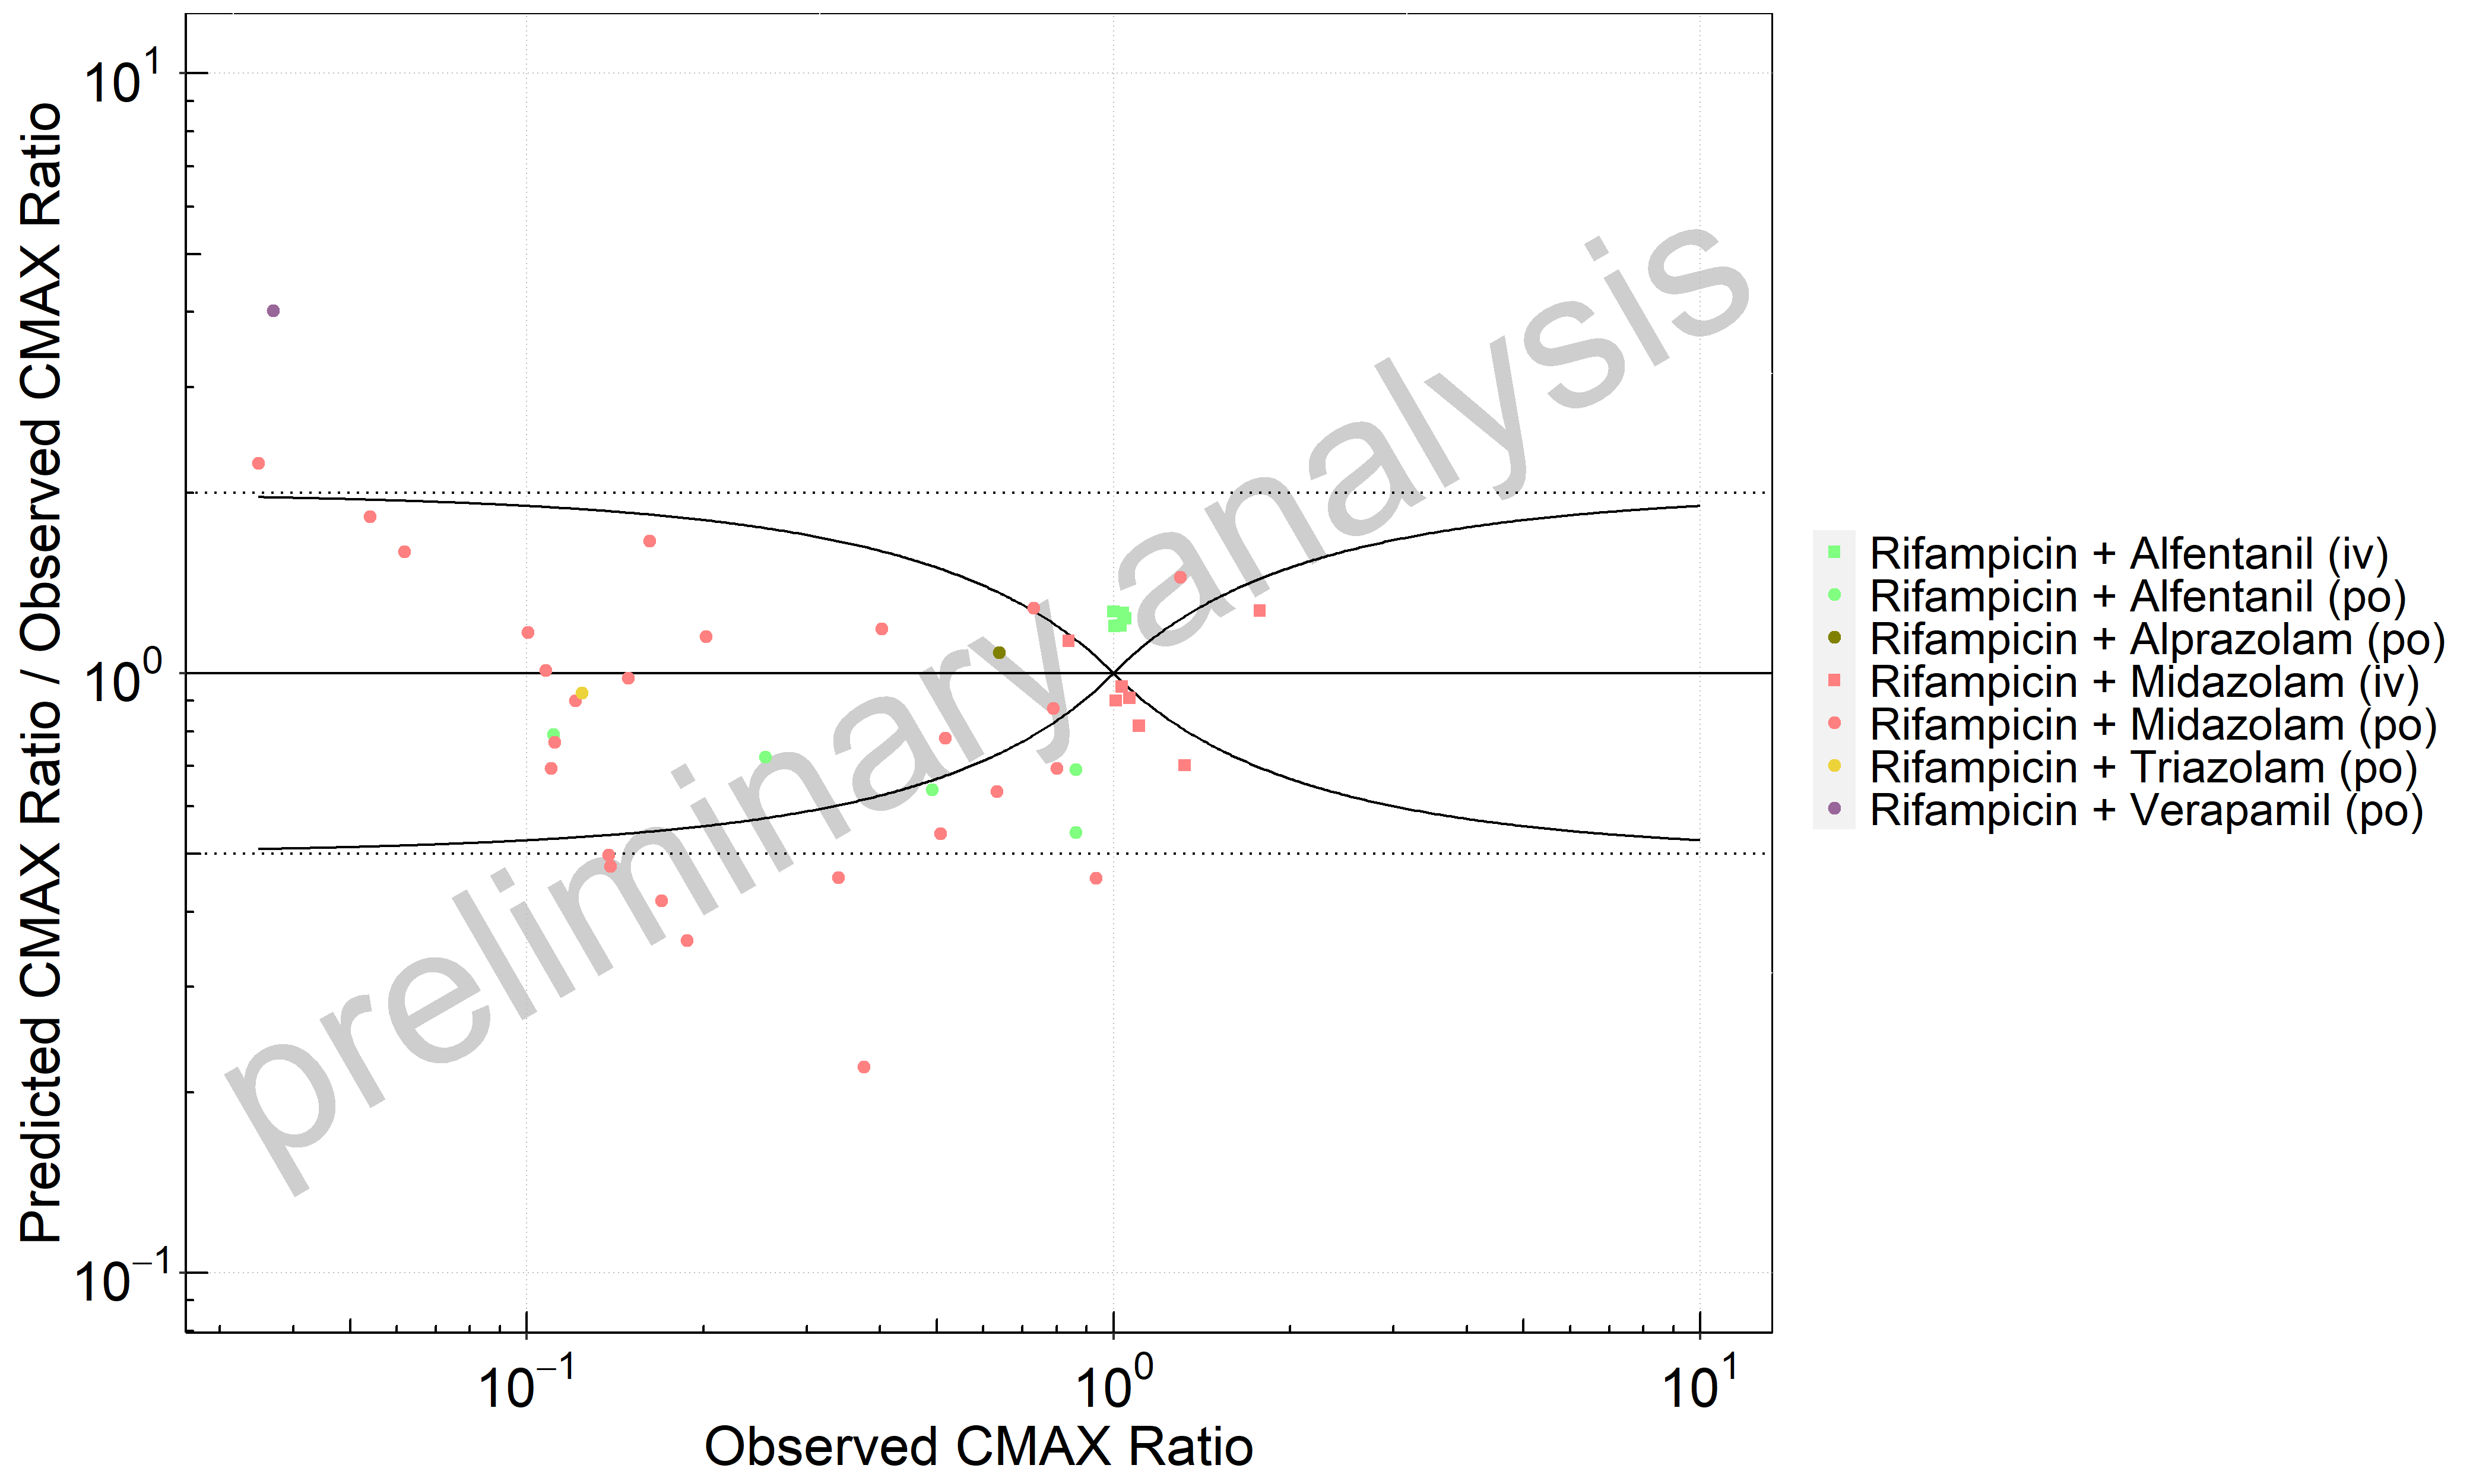 Predicted CMAX Ratio / Observed CMAX Ratio
10¹
10⁰
10⁻¹
preliminary analysis
10⁻¹ 10⁰ 10¹
Observed CMAX Ratio
Rifampicin + Alfentanil (iv)
Rifampicin + Alfentanil (po)
Rifampicin + Alprazolam (po)
Rifampicin + Midazolam (iv)
Rifampicin + Midazolam (po)
Rifampicin + Triazolam (po)
Rifampicin + Verapamil (po)